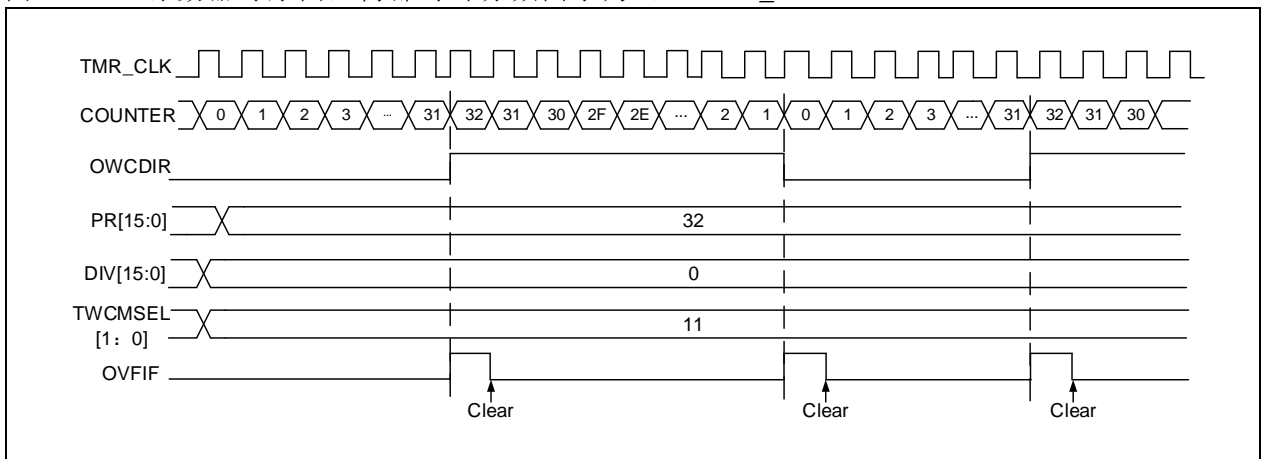 TMR_CLK
COUNTER 0 1 2 3 ... 31 32 31 30 2F 2E ... 2 1 0 1 2 3 ... 31 32 31 30
OWCDIR
PR[15:0] 32
DIV[15:0] 0
TWCMSEL
[1：0] 11
OVFIF
Clear Clear Clear